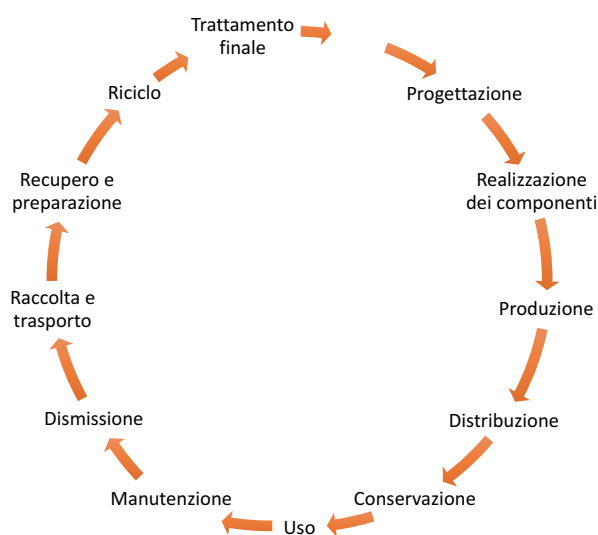 Trattamento
finale
Progettazione
Realizzazione
dei componenti
Produzione
Distribuzione
Conservazione
Uso
Manutenzione
Dismissione
Raccolta e
trasporto
Recupero e
preparazione
Riciclo